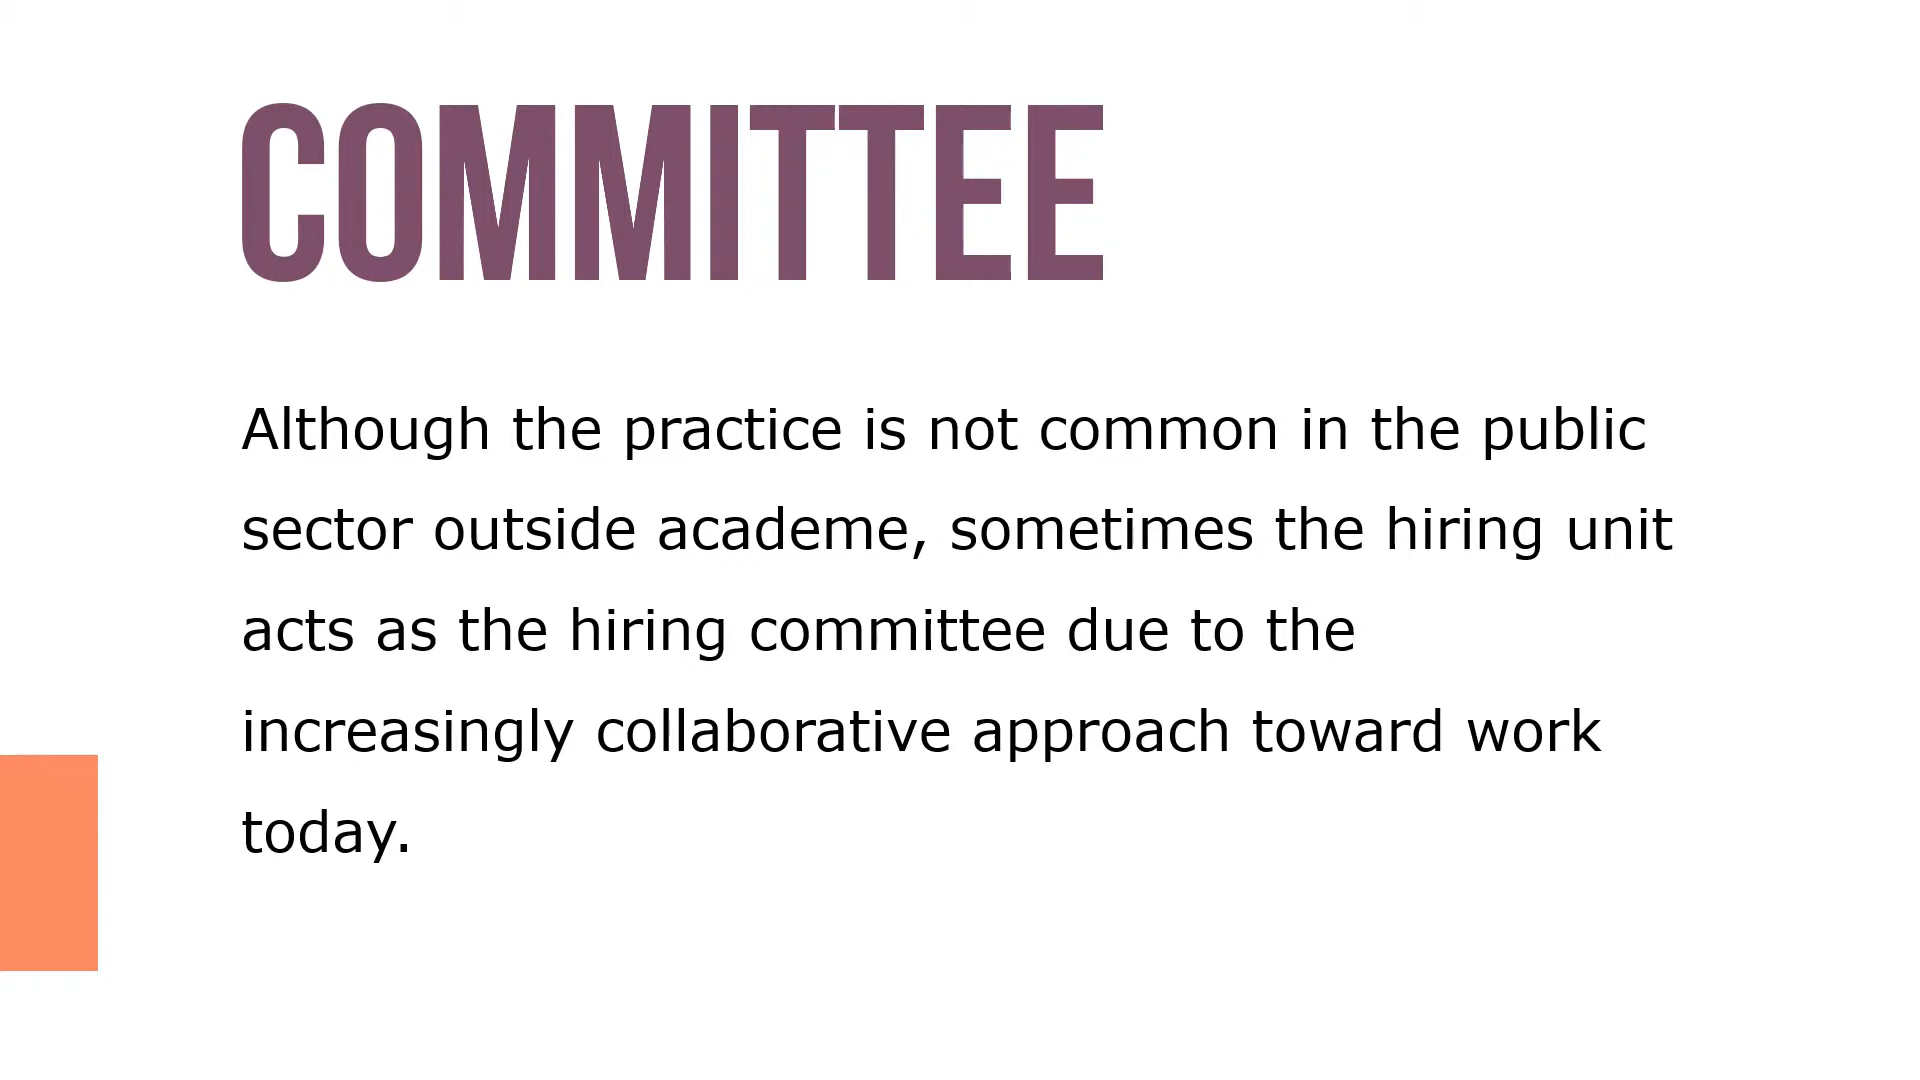 COMMITTEE
Although the practice is not common in the public
sector outside academe, sometimes the hiring unit
acts as the hiring committee due to the
increasingly collaborative approach toward work
today.